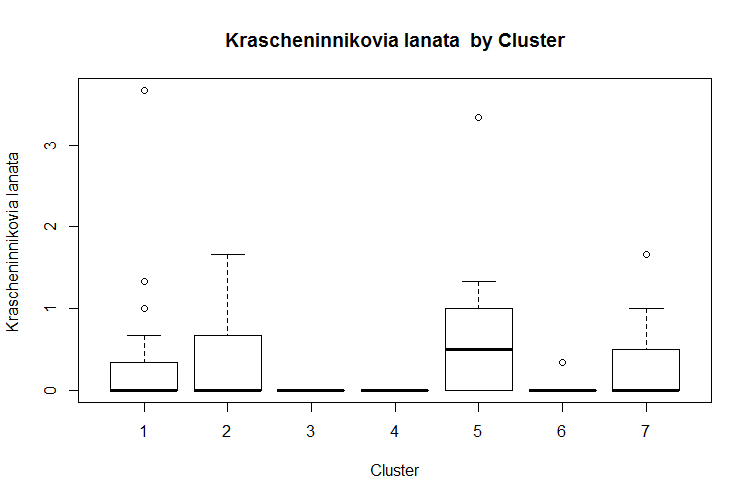 Krascheninnikovia lanata  by Cluster
Krascheninnikovia lanata
3
2
1
0
1 2 3 4 5 6 7
Cluster